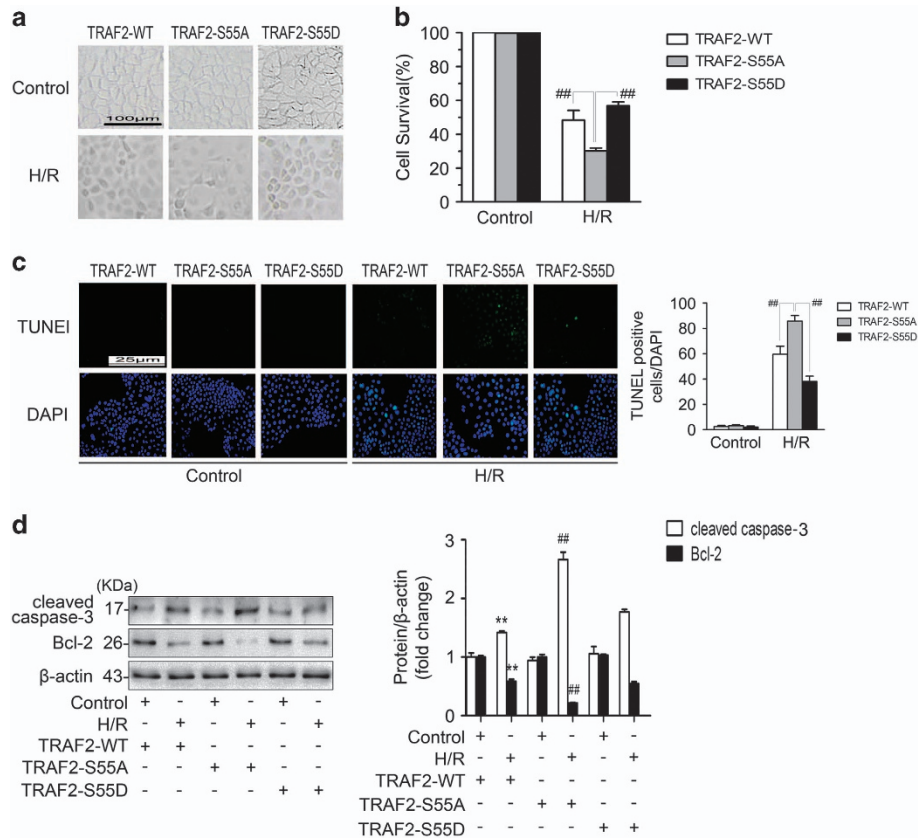 a
TRAF2-WT TRAF2-S55A TRAF2-S55D
Control
100μm
H/R
b
Cell Survival(%)
100
80
60
40
20
0
## ##
Control H/R
TRAF2-WT
TRAF2-S55A
TRAF2-S55D
c
TRAF2-WT TRAF2-S55A TRAF2-S55D TRAF2-WT TRAF2-S55A TRAF2-S55D
TUNEl
25μm
DAPI
Control H/R
TUNEL positive
cells/DAPI
100
80
60
40
20
0
## ##
Control H/R
TRAF2-WT
TRAF2-S55A
TRAF2-S55D
d
(KDa)
cleaved
caspase-3 17
Bcl-2 26
β-actin 43
Control + - + - + -
H/R - + - + - +
TRAF2-WT + + - - - -
TRAF2-S55A - - + + - -
TRAF2-S55D - - - - + +
cleaved caspase-3
Bcl-2
Protein/β-actin
(fold change)
3
2
1
0
** ** ## ##
Control + - + - + -
H/R - + - + - +
TRAF2-WT + + - - - -
TRAF2-S55A - - + + - -
TRAF2-S55D - - - - + +